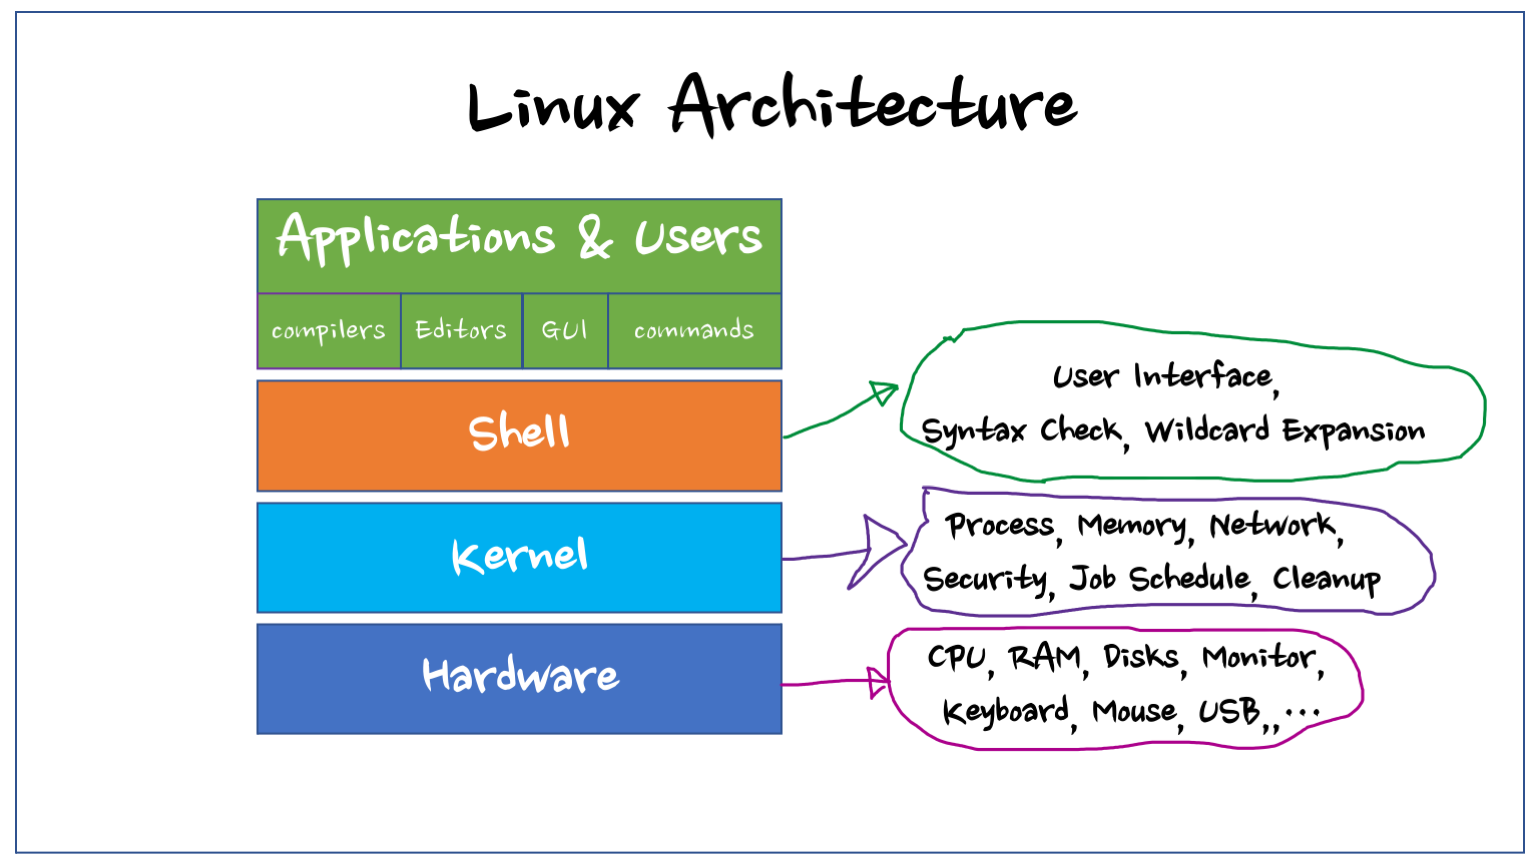 Linux Architecture
Applications & Users
compilers
Editors
GUI
commands
Shell
User Interface,
Syntax Check, Wildcard Expansion
Kernel
Process, Memory, Network,
Security, Job Schedule, Cleanup
Hardware
CPU, RAM, Disks, Monitor,
Keyboard, Mouse, USB,,...